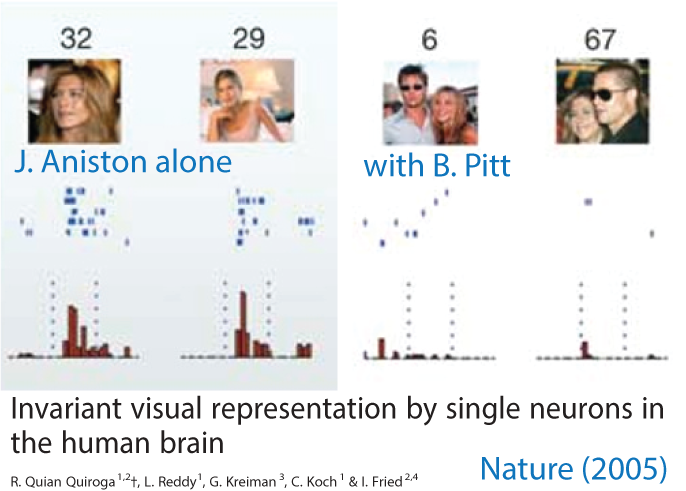 32 29 6 67
J. Aniston alone with B. Pitt
Invariant visual representation by single neurons in
the human brain
R. Quian Quiroga 1,2†, L. Reddy 1, G. Kreiman 3, C. Koch 1 & I. Fried 2,4
Nature (2005)